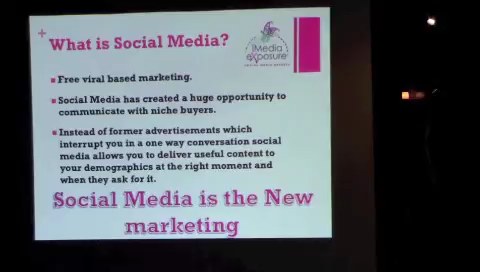 +
What is Social Media?
iMedia
eXposure
SOCIAL MEDIA EXPERTS
Free viral based marketing.
Social Media has created a huge opportunity to
communicate with niche buyers.
Instead of former advertisements which
interrupt you in a one way conversation social
media allows you to deliver useful content to
your demographics at the right moment and
when they ask for it.
Social Media is the New
marketing